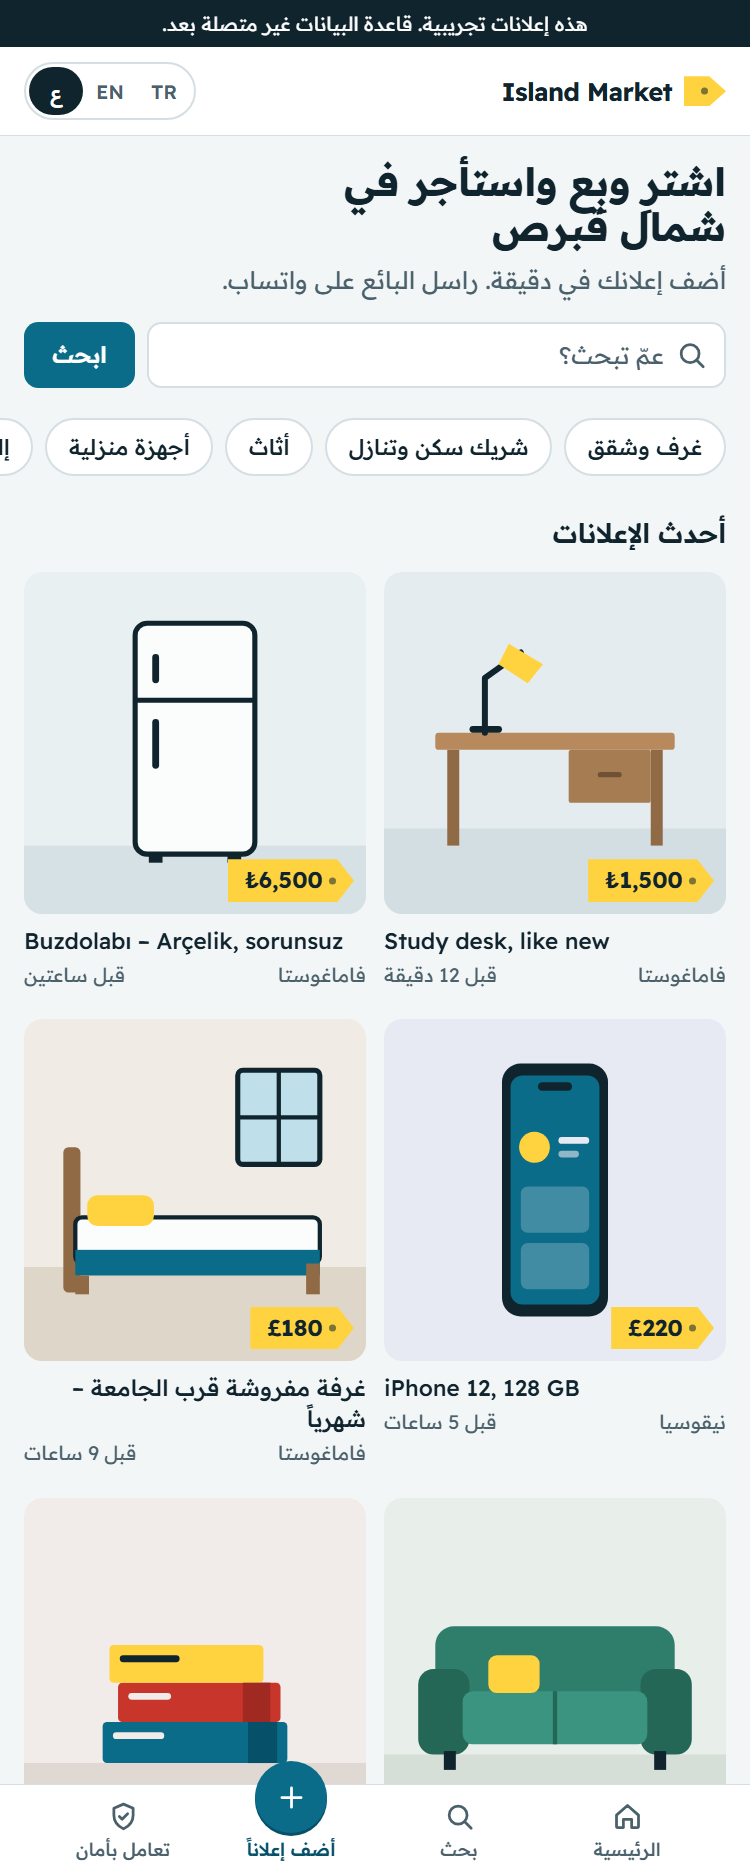 هذه إعلانات تجريبية. قاعدة البيانات غير متصلة بعد.
Island Market
TR EN ع
اشترِ وبِع واستأجر في
شمال قبرص
أضف إعلانك في دقيقة. راسل البائع على واتساب.
عمّ تبحث؟
ابحث
غرف وشقق
شريك سكن وتنازل
أثاث
أجهزة منزلية
أحدث الإعلانات
₺1,500
Study desk, like new
فاماغوستا
قبل 12 دقيقة
₺6,500
Buzdolabı – Arçelik, sorunsuz
فاماغوستا
قبل ساعتين
£220
iPhone 12, 128 GB
نيقوسيا
قبل 5 ساعات
£180
غرفة مفروشة قرب الجامعة –
شهرياً
فاماغوستا
قبل 9 ساعات
الرئيسية
بحث
أضف إعلاناً
تعامل بأمان